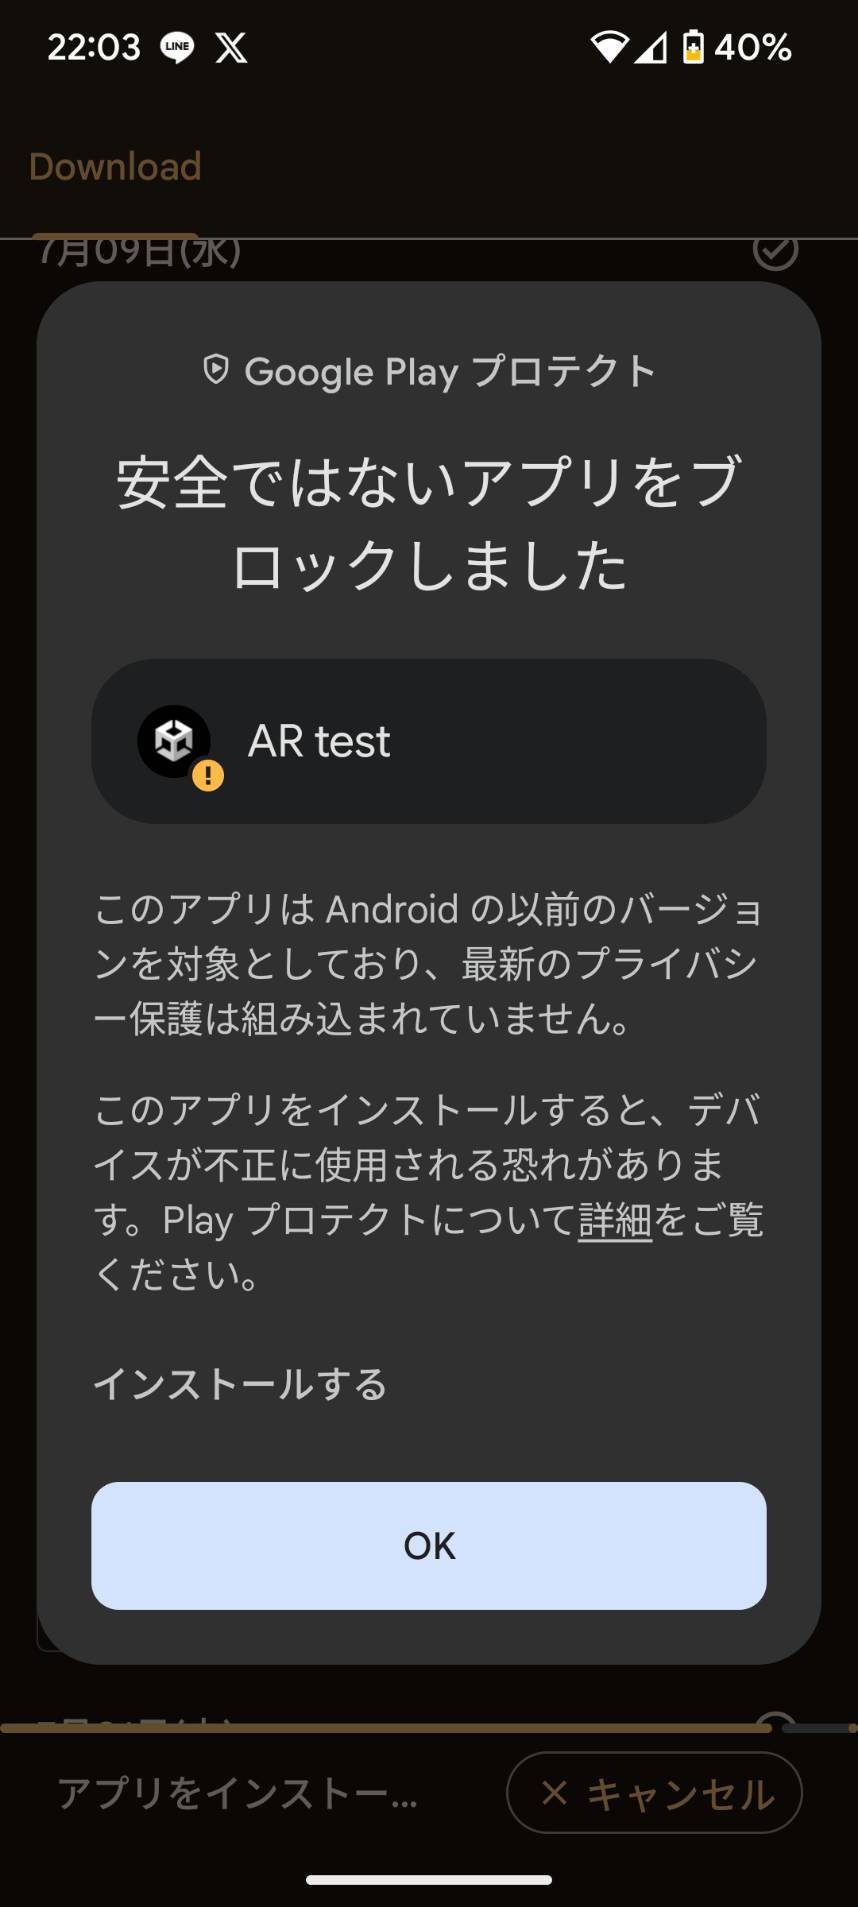 22:03 LINE X 40%
Download
7月09日(水)
Google Play プロテクト
安全ではないアプリをブ
ロックしました
AR test
このアプリは Android の以前のバージョ
ンを対象としており、最新のプライバシ
ー保護は組み込まれていません。
このアプリをインストールすると、デバ
イスが不正に使用される恐れがありま
す。Play プロテクトについて詳細をご覧
ください。
インストールする
OK
アプリをインストー...
キャンセル